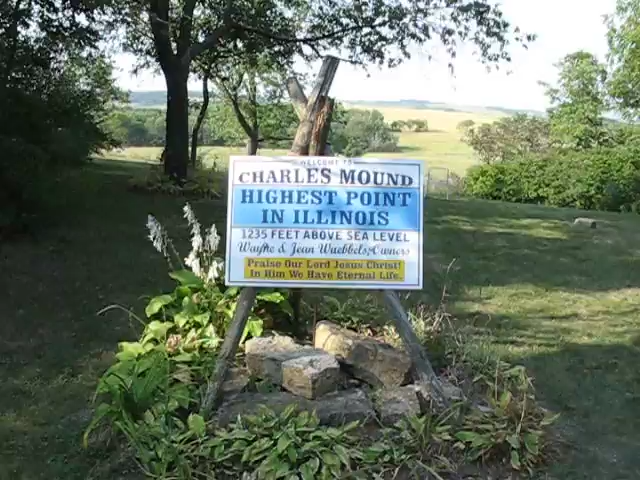 WELCOME TO
CHARLES MOUND
HIGHEST POINT
IN ILLINOIS
1235 FEET ABOVE SEA LEVEL
Wayne & Jean Wuebbels, Owners
Praise Our Lord Jesus Christ!
In Him We Have Eternal Life.